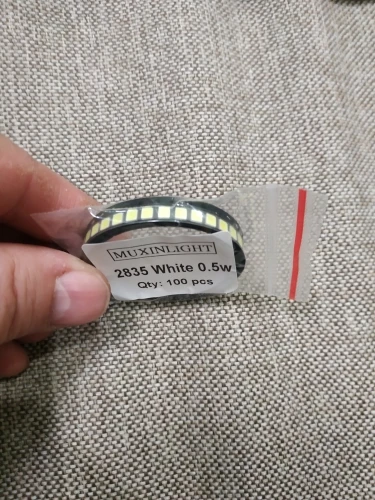 MUXINLIGHT
2835 White 0.5w
Qty: 100 pcs